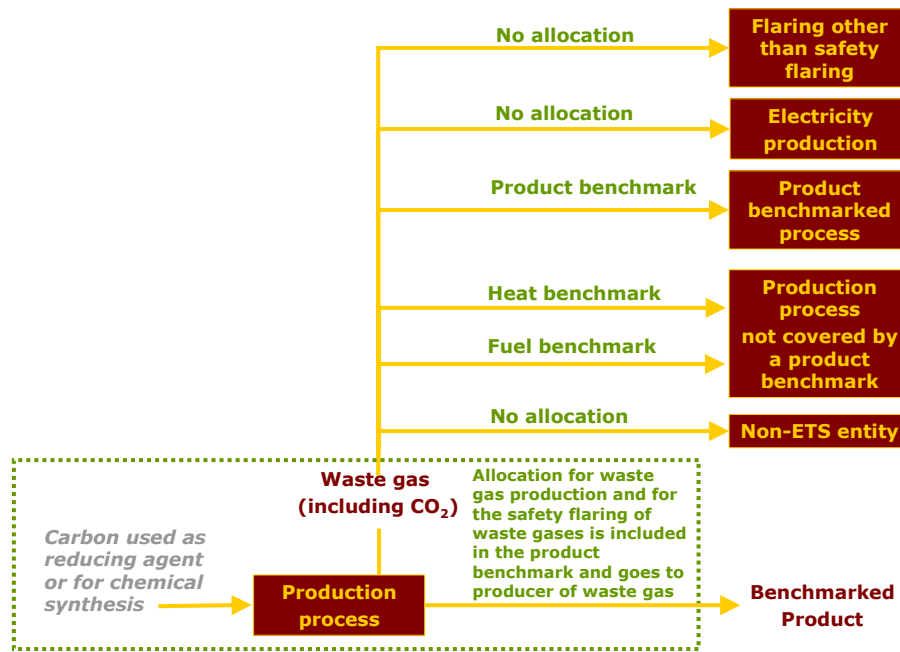 No allocation
Flaring other
than safety
flaring
No allocation
Electricity
production
Product benchmark
Product
benchmarked
process
Heat benchmark
Production
process
not covered by
a product
benchmark
Fuel benchmark
No allocation
Non-ETS entity
Waste gas
(including CO₂)
Allocation for waste
gas production and for
the safety flaring of
waste gases is included
in the product
benchmark and goes to
producer of waste gas
Carbon used as
reducing agent
or for chemical
synthesis
Production
process
Benchmarked
Product